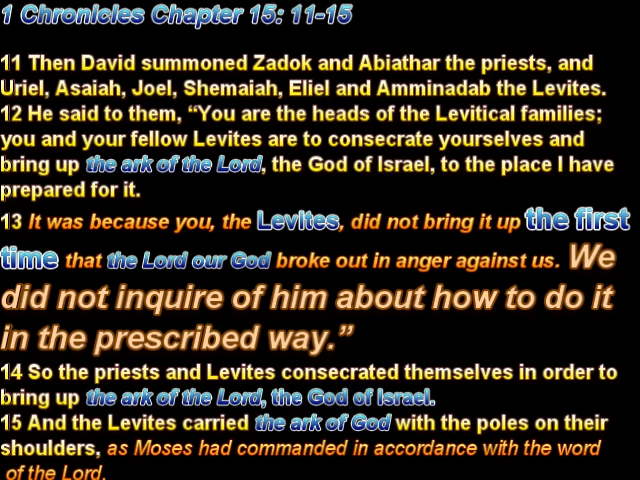 1 Chronicles Chapter 15: 11-15
11 Then David summoned Zadok and Abiathar the priests, and
Uriel, Asaiah, Joel, Shemaiah, Eliel and Amminadab the Levites.
12 He said to them, “You are the heads of the Levitical families;
you and your fellow Levites are to consecrate yourselves and
bring up the ark of the Lord, the God of Israel, to the place I have
prepared for it.
13 It was because you, the Levites, did not bring it up the first
time that the Lord our God broke out in anger against us. We
did not inquire of him about how to do it
in the prescribed way.”
14 So the priests and Levites consecrated themselves in order to
bring up the ark of the Lord, the God of Israel.
15 And the Levites carried the ark of God with the poles on their
shoulders, as Moses had commanded in accordance with the word
of the Lord.